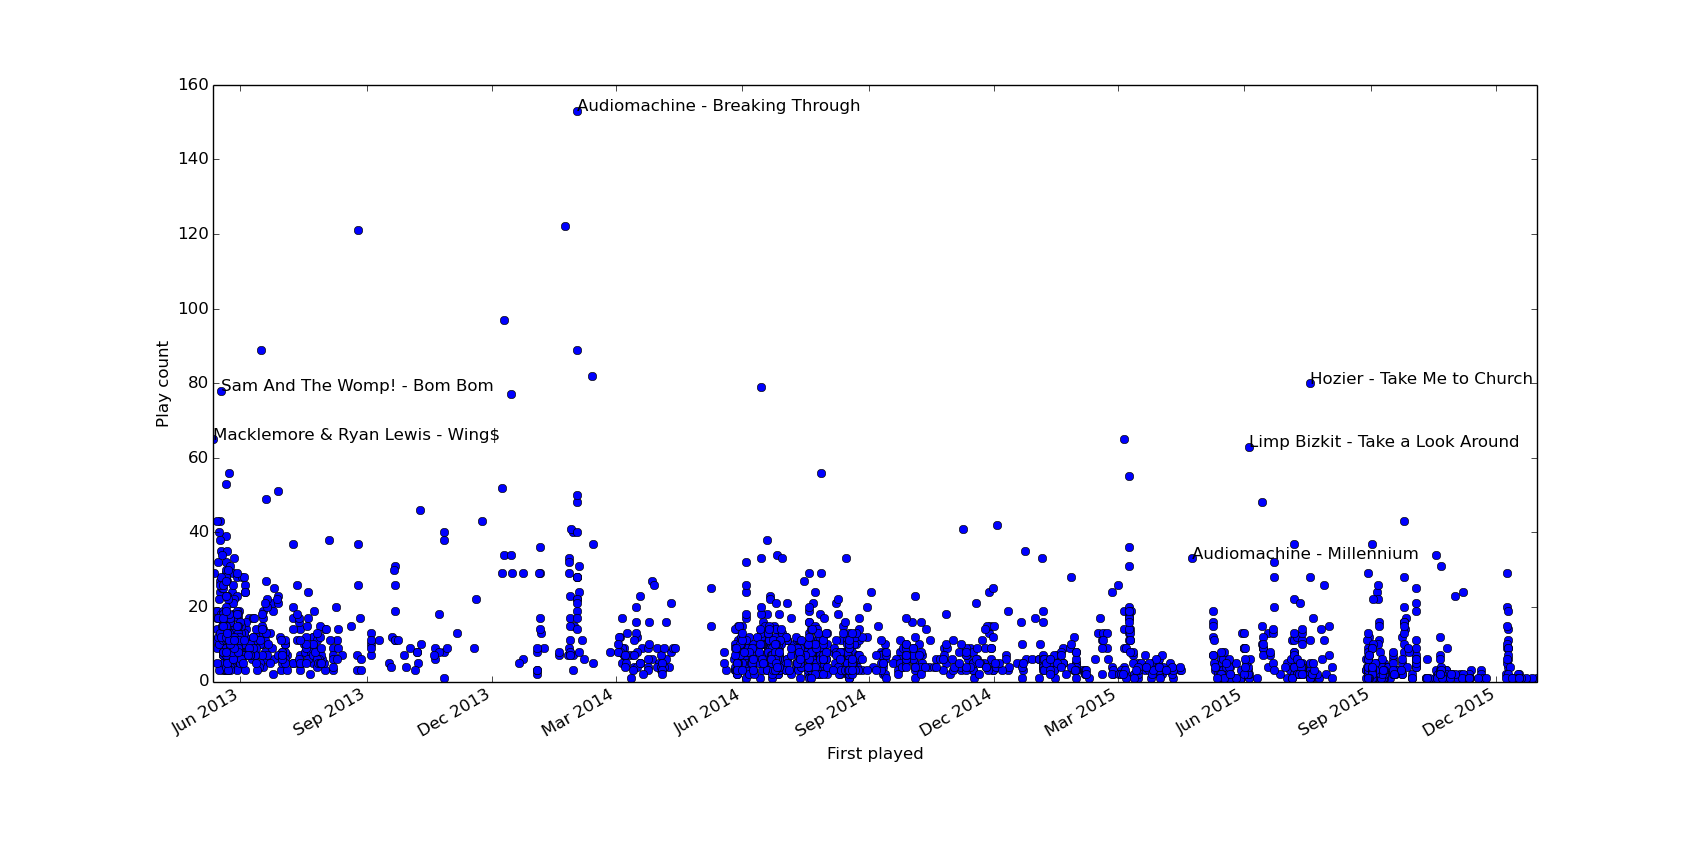 160
Audiomachine - Breaking Through
140
120
100
Sam And The Womp! - Bom Bom
Hozier - Take Me to Church
80
Macklemore & Ryan Lewis - Wing$
Limp Bizkit - Take a Look Around
60
40
Audiomachine - Millennium
20
0
Play count
Jun 2013
Sep 2013
Dec 2013
Mar 2014
Jun 2014
Sep 2014
Dec 2014
Mar 2015
Jun 2015
Sep 2015
Dec 2015
First played